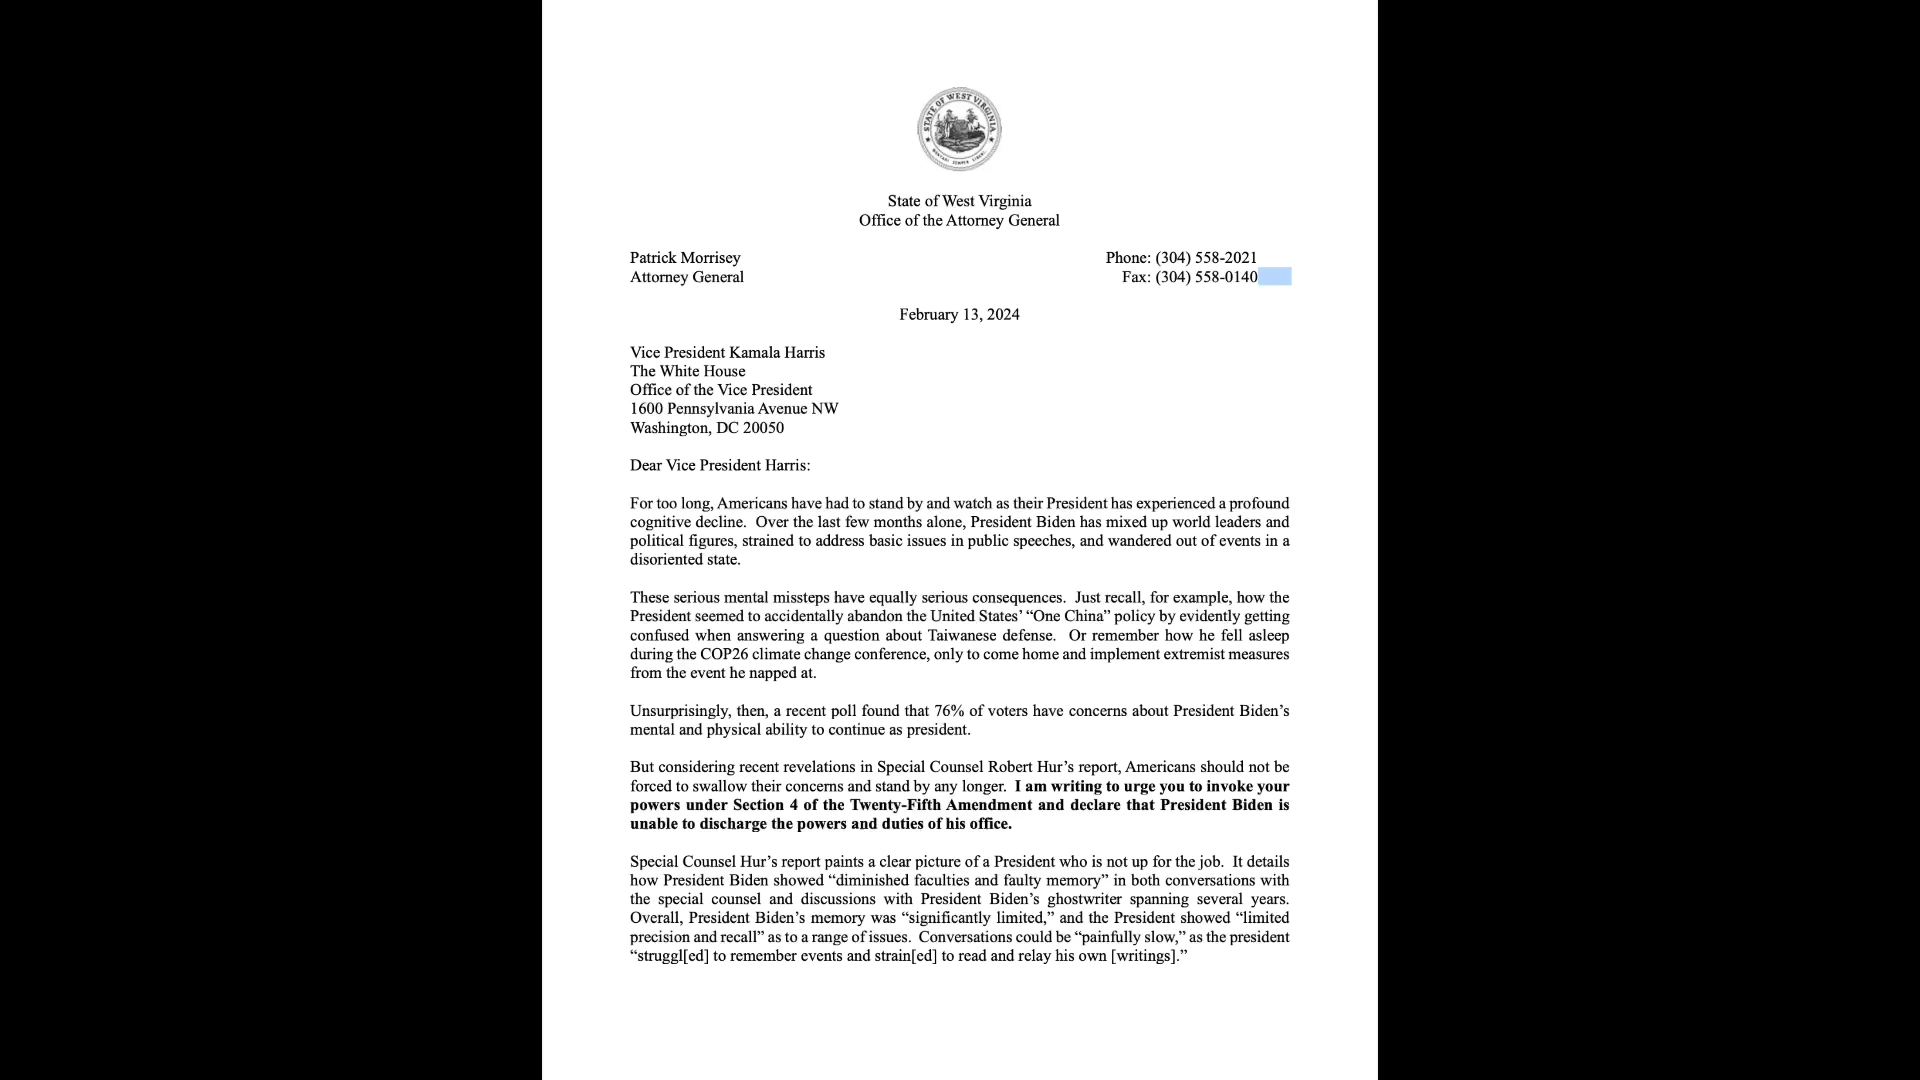 STATE OF WEST VIRGINIA
MONTANI SEMPER LIBERI
State of West Virginia
Office of the Attorney General
Patrick Morrisey
Attorney General
Phone: (304) 558-2021
Fax: (304) 558-0140
February 13, 2024
Vice President Kamala Harris
The White House
Office of the Vice President
1600 Pennsylvania Avenue NW
Washington, DC 20050
Dear Vice President Harris:
For too long, Americans have had to stand by and watch as their President has experienced a profound
cognitive decline.  Over the last few months alone, President Biden has mixed up world leaders and
political figures, strained to address basic issues in public speeches, and wandered out of events in a
disoriented state.
These serious mental missteps have equally serious consequences.  Just recall, for example, how the
President seemed to accidentally abandon the United States’ “One China” policy by evidently getting
confused when answering a question about Taiwanese defense.  Or remember how he fell asleep
during the COP26 climate change conference, only to come home and implement extremist measures
from the event he napped at.
Unsurprisingly, then, a recent poll found that 76% of voters have concerns about President Biden’s
mental and physical ability to continue as president.
But considering recent revelations in Special Counsel Robert Hur’s report, Americans should not be
forced to swallow their concerns and stand by any longer.  I am writing to urge you to invoke your
powers under Section 4 of the Twenty-Fifth Amendment and declare that President Biden is
unable to discharge the powers and duties of his office.
Special Counsel Hur’s report paints a clear picture of a President who is not up for the job.  It details
how President Biden showed “diminished faculties and faulty memory” in both conversations with
the special counsel and discussions with President Biden’s ghostwriter spanning several years.
Overall, President Biden’s memory was “significantly limited,” and the President showed “limited
precision and recall” as to a range of issues.  Conversations could be “painfully slow,” as the president
“struggl[ed] to remember events and strain[ed] to read and relay his own [writings].”